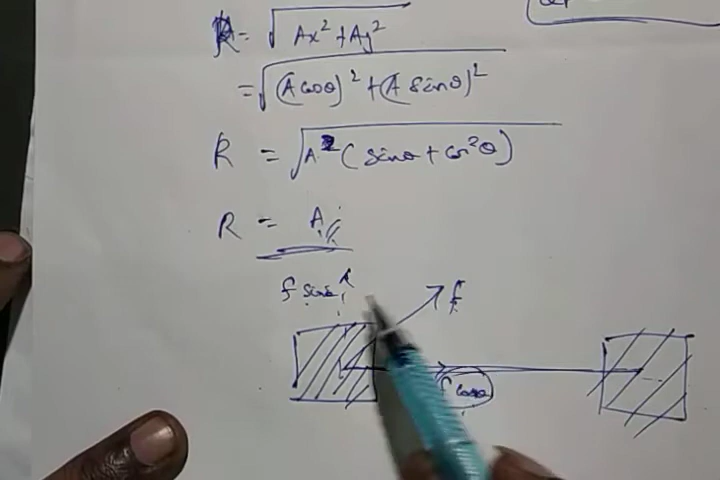 R = √Ax² + Ay²
= √(A cosθ)² + (A sinθ)²
R = √A² (sinθ + cos²θ)
R = A
f sinθ
f
f cosθ